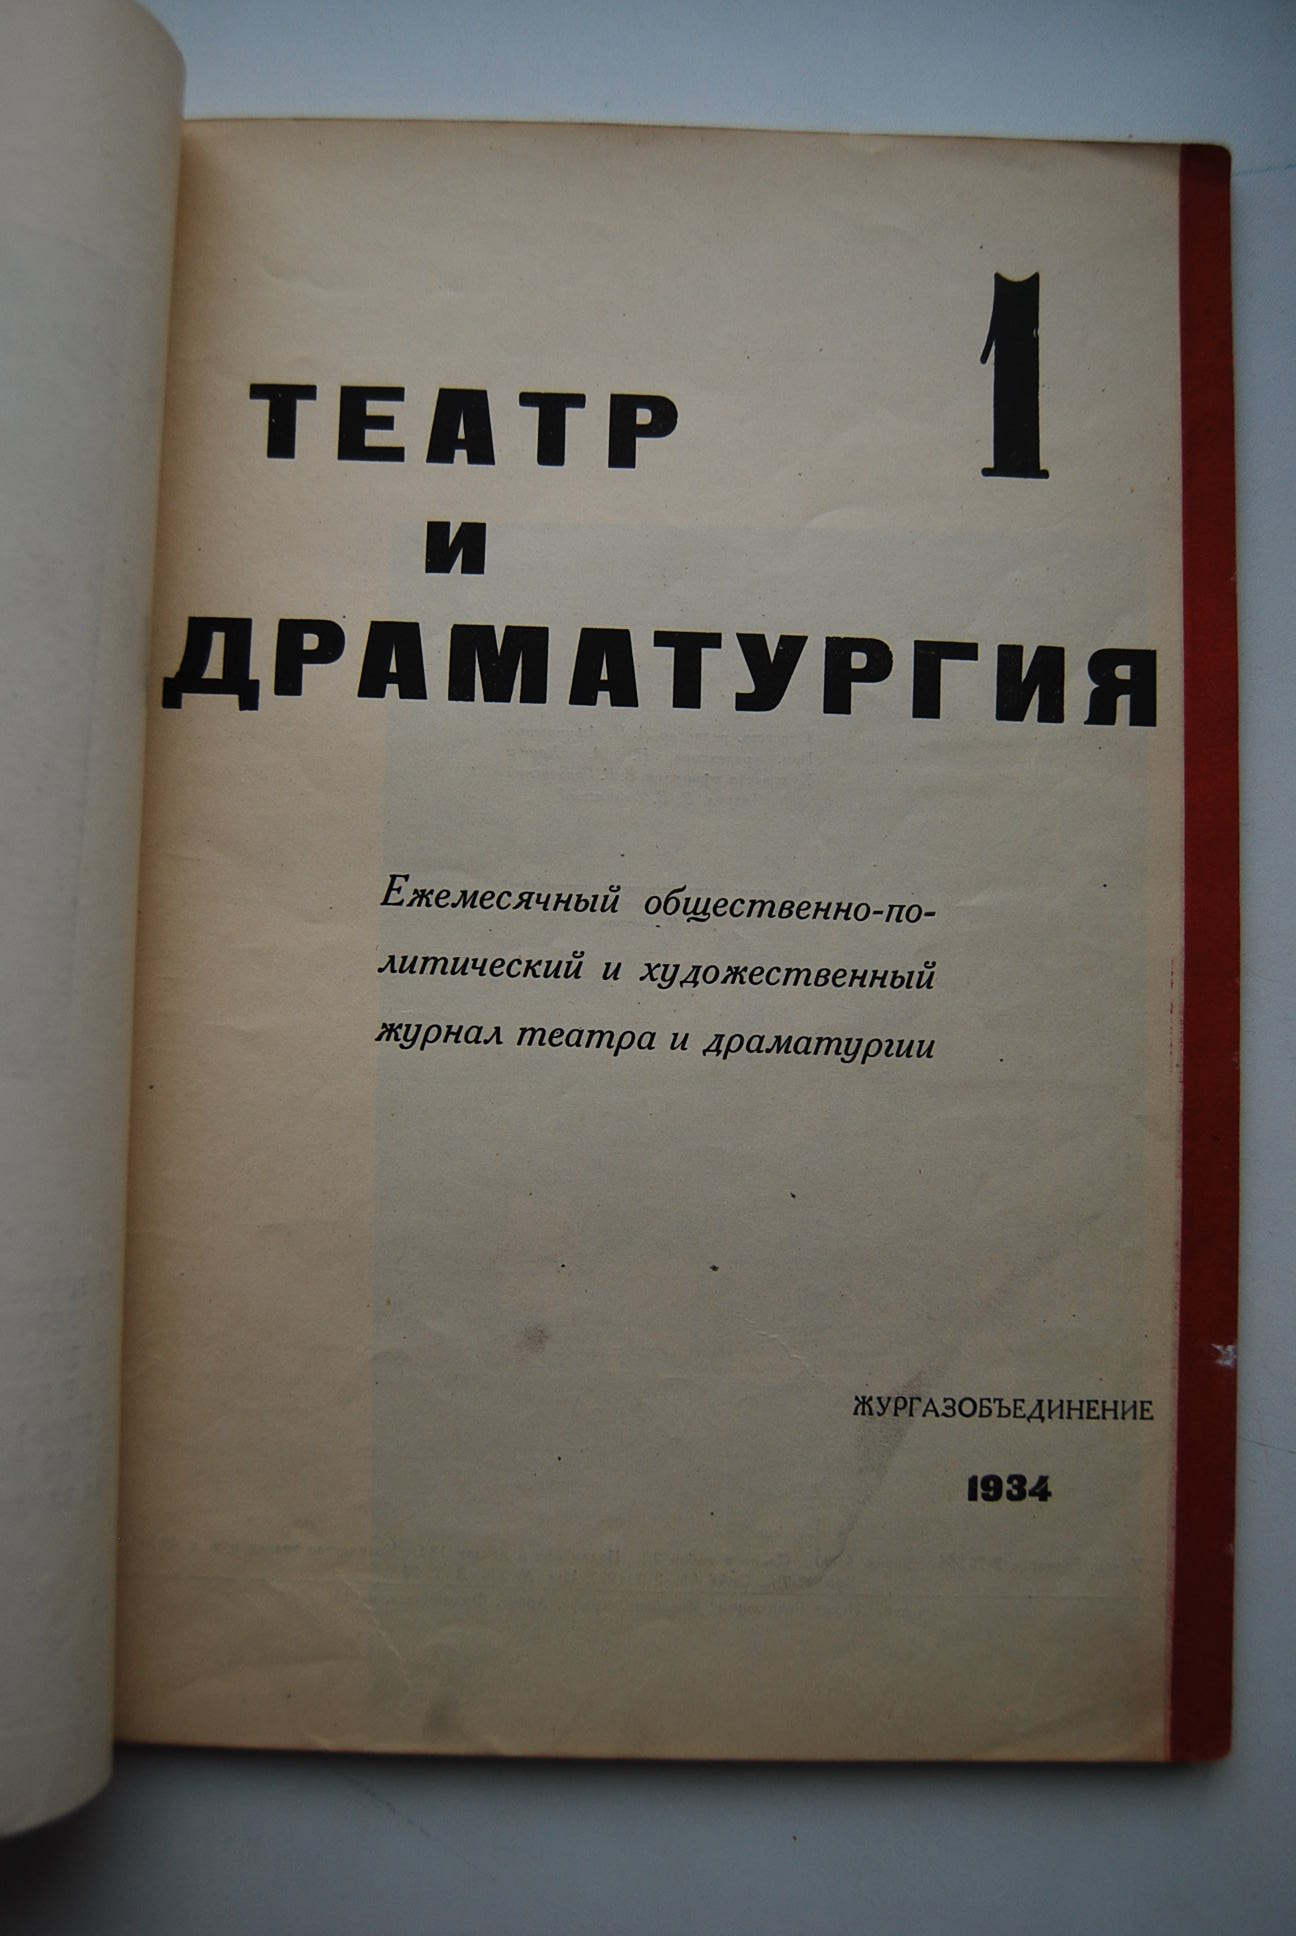 1
ТЕАТР
И
ДРАМАТУРГИЯ
Ежемесячный общественно-по-
литический и художественный
журнал театра и драматургии
ЖУРГАЗОБЪЕДИНЕНИЕ
1934